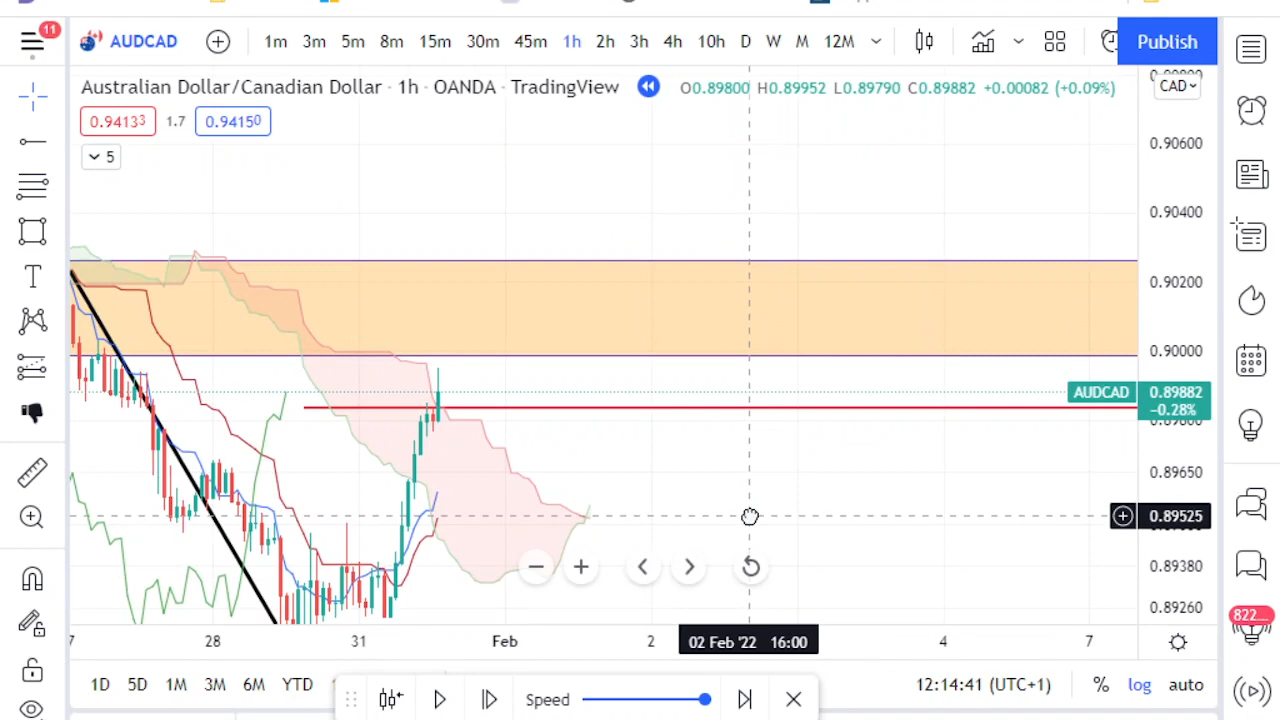 11
AUDCAD
1m 3m 5m 8m 15m 30m 45m 1h 2h 3h 4h 10h D W M 12M
Publish
Australian Dollar/Canadian Dollar · 1h · OANDA · TradingView
O0.89800 H0.89952 L0.89790 C0.89882 +0.00082 (+0.09%)
CAD
0.94133 1.7 0.94150
5
0.90600
0.90400
0.90200
0.90000
AUDCAD 0.89882
−0.28%
0.89650
0.89525
0.89380
0.89260
7 28 31 Feb 2 02 Feb '22 16:00 4 7
822...
1D 5D 1M 3M 6M YTD
Speed
12:14:41 (UTC+1) % log auto